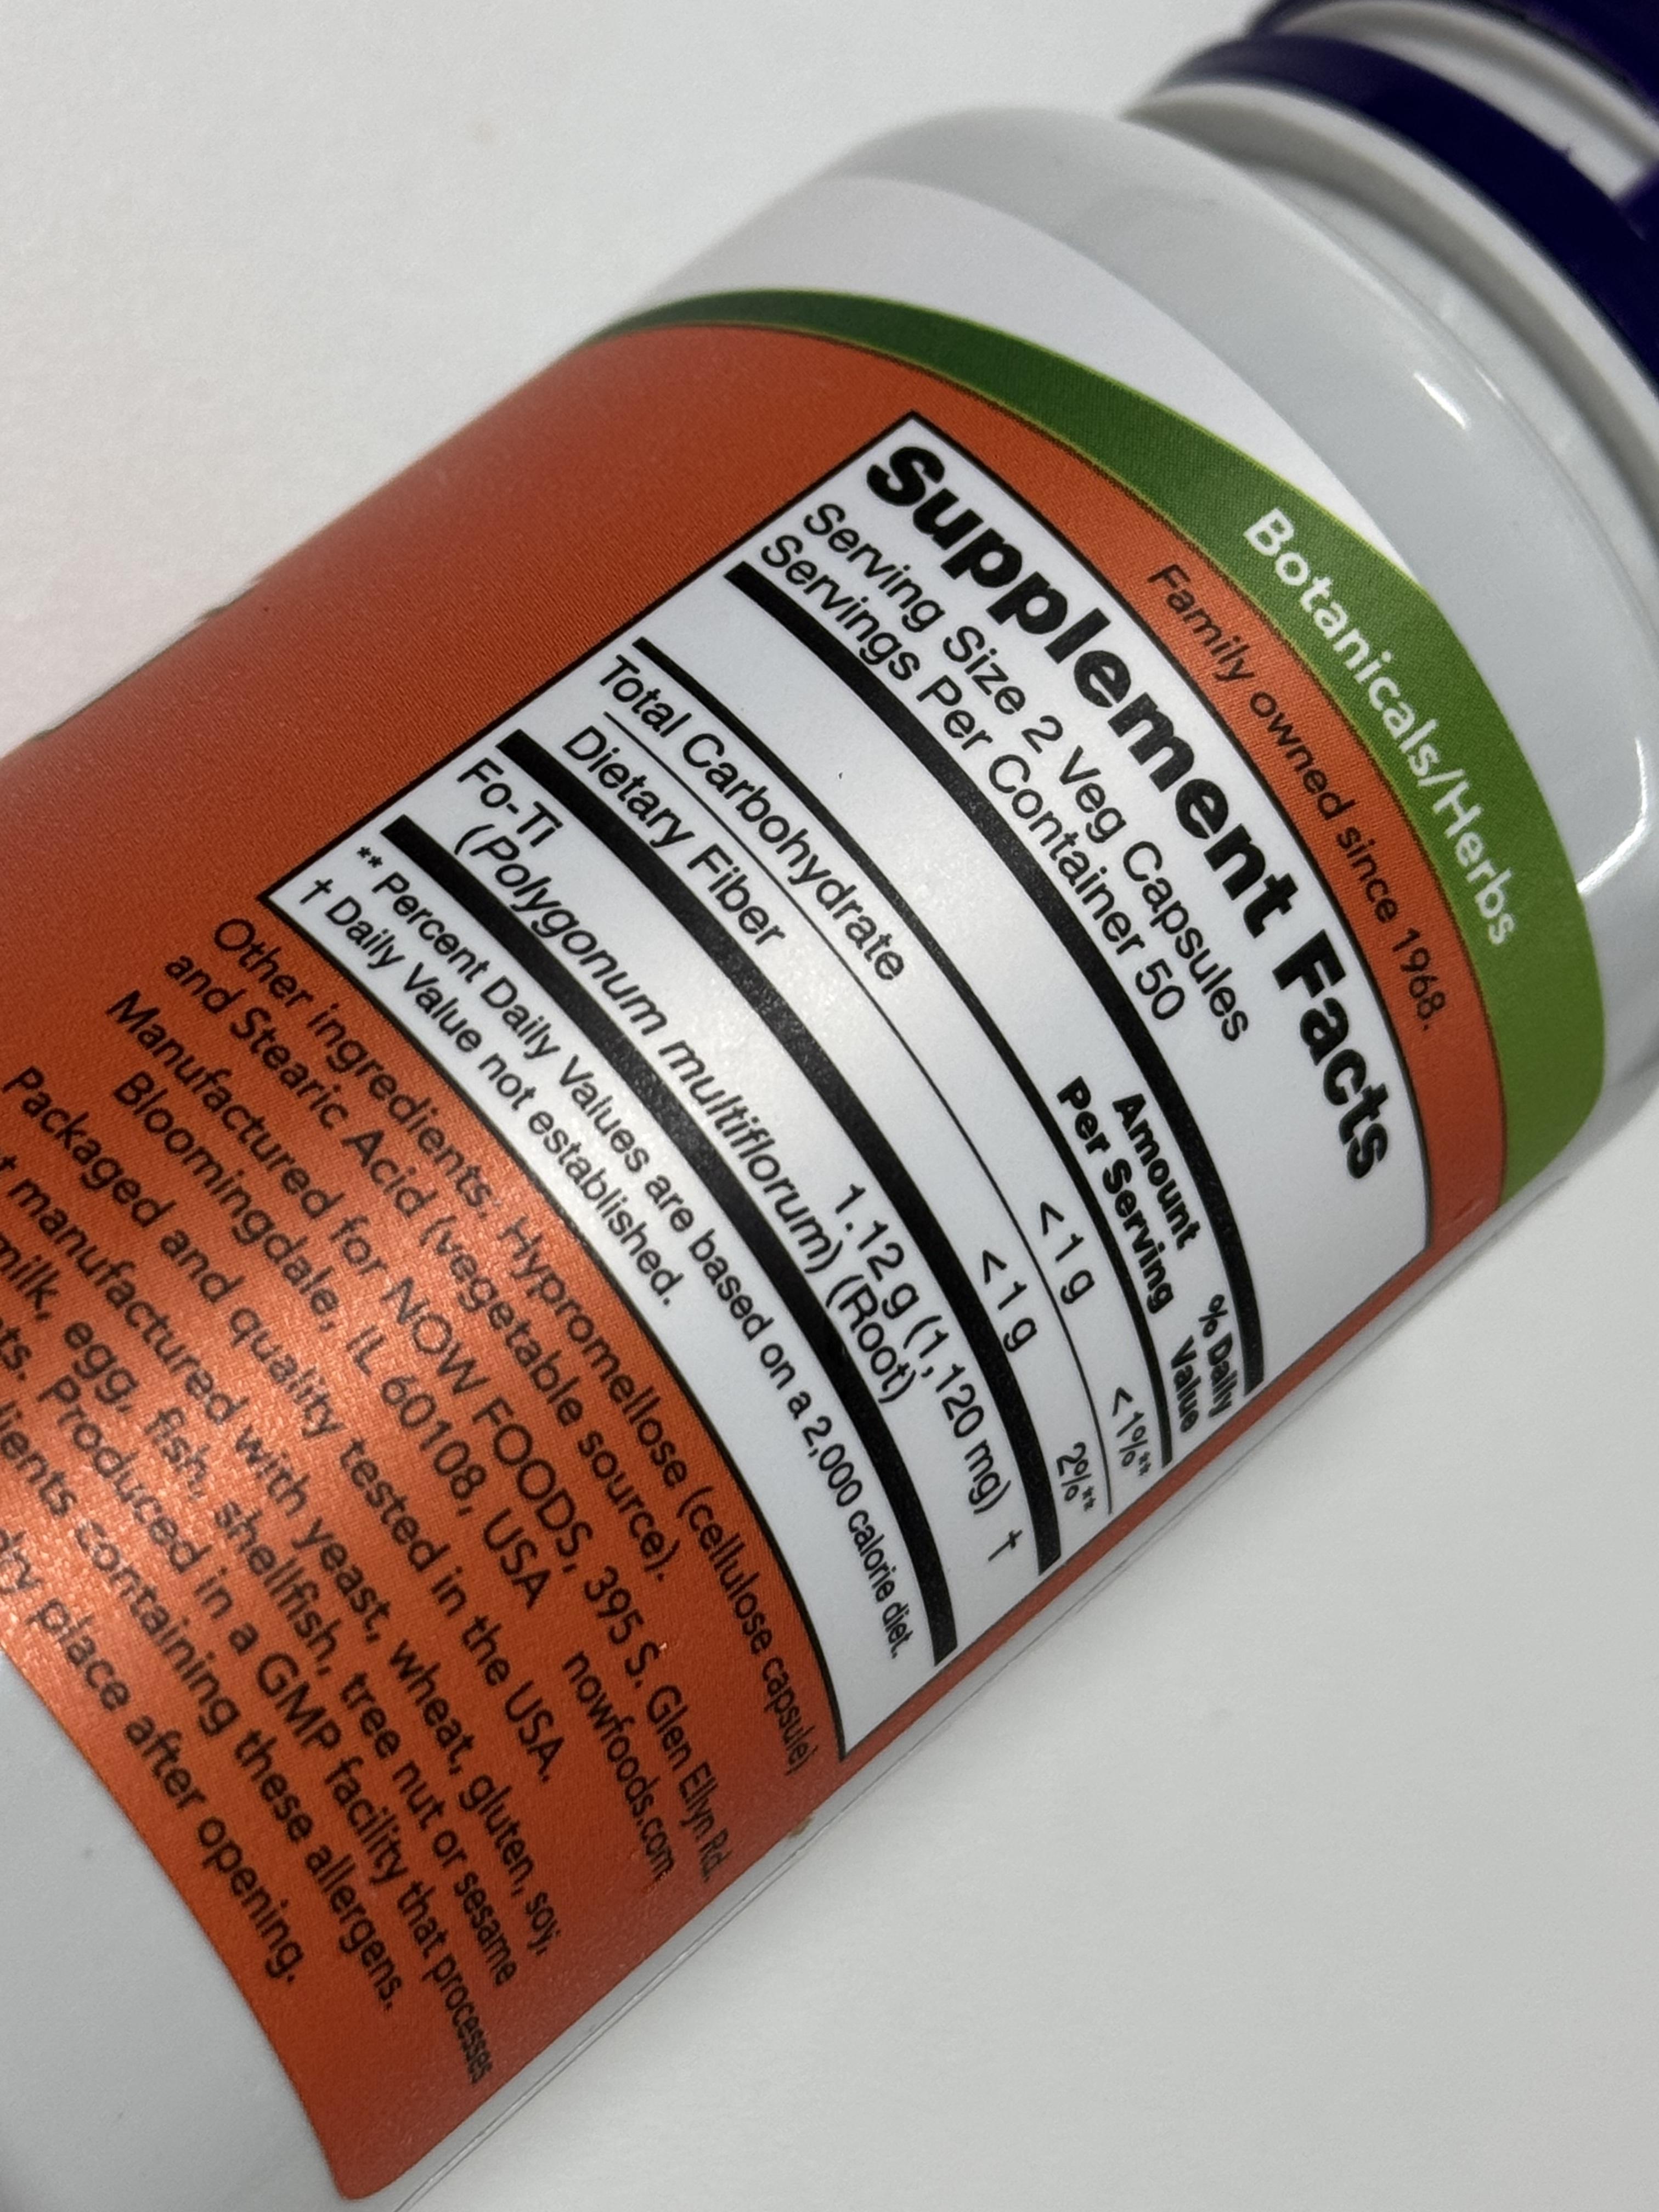 Botanicals/Herbs
Family owned since 1968.
Supplement Facts
Serving Size 2 Veg Capsules
Servings Per Container 50
Amount Per Serving % Daily Value
Total Carbohydrate <1 g <1%**
Dietary Fiber <1 g 2%**
Fo-Ti 1.12 g (1,120 mg) †
(Polygonum multiflorum) (Root)
** Percent Daily Values are based on a 2,000 calorie diet.
† Daily Value not established.
Other ingredients: Hypromellose (cellulose capsule)
and Stearic Acid (vegetable source).
Manufactured for NOW FOODS, 395 S. Glen Ellyn Rd.
Bloomingdale, IL 60108, USA nowfoods.com
Packaged and quality tested in the USA.
manufactured with yeast, wheat, gluten, soy,
milk, egg, fish, shellfish, tree nut or sesame
Produced in a GMP facility that processes
containing these allergens.
dry place after opening.